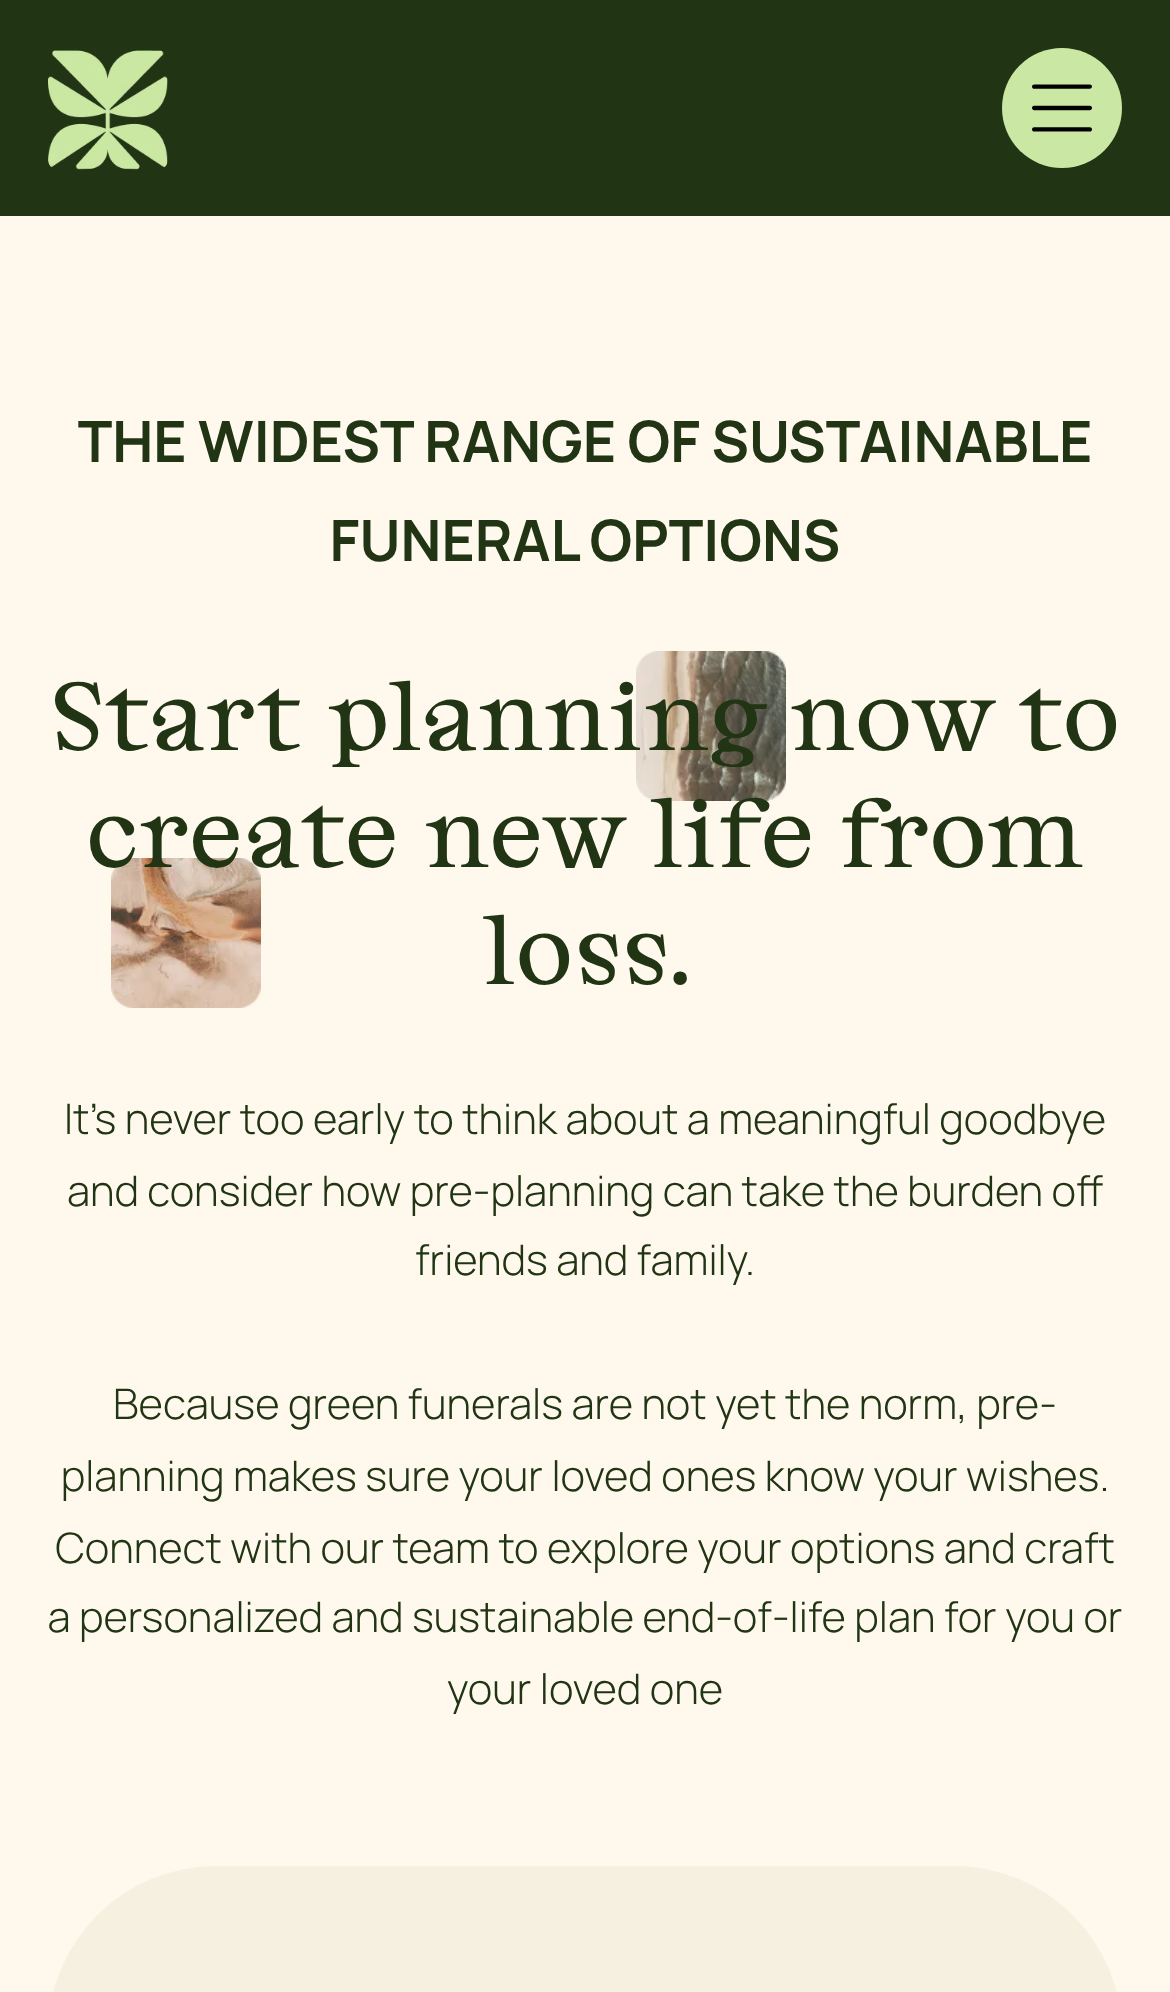 THE WIDEST RANGE OF SUSTAINABLE
FUNERAL OPTIONS
Start planning now to
create new life from
loss.
It’s never too early to think about a meaningful goodbye
and consider how pre-planning can take the burden off
friends and family.
Because green funerals are not yet the norm, pre-
planning makes sure your loved ones know your wishes.
Connect with our team to explore your options and craft
a personalized and sustainable end-of-life plan for you or
your loved one